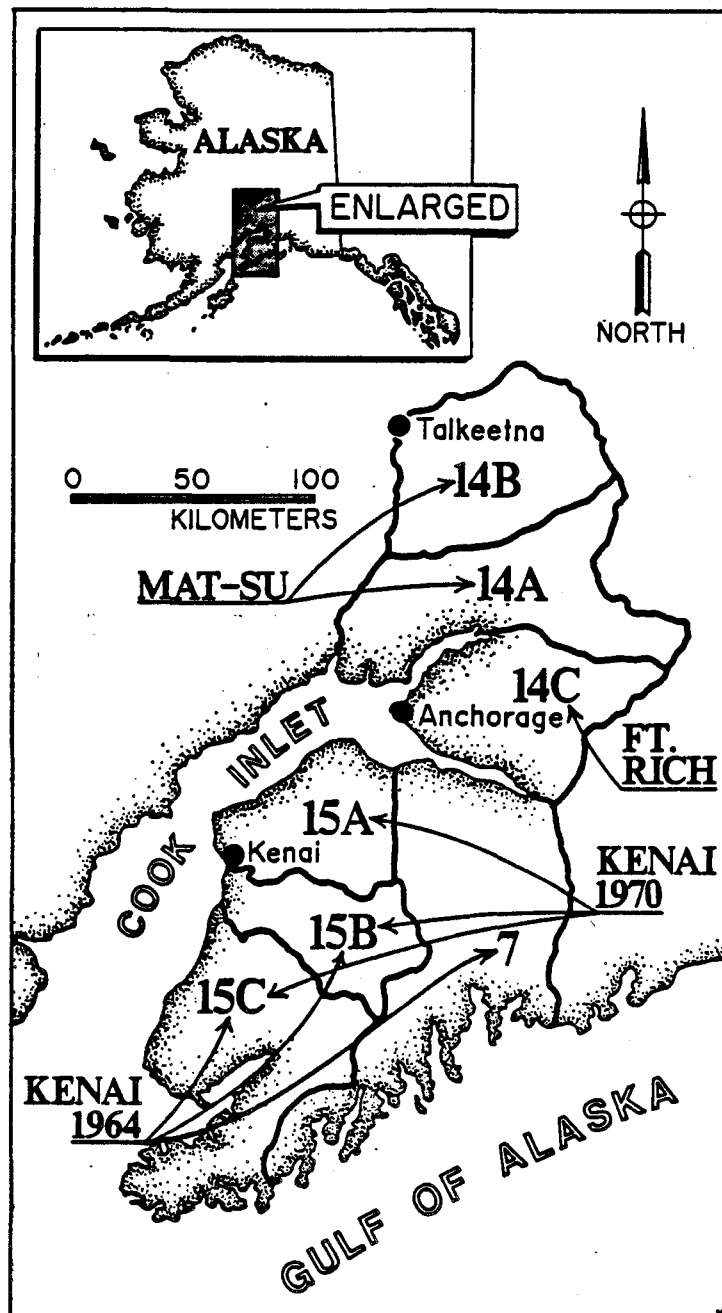 ALASKA
ENLARGED
NORTH
Talkeetna
0 50 100
KILOMETERS
14B
MAT-SU
14A
14C
Anchorage
FT.
RICH
COOK INLET
15A
Kenai
KENAI
1970
15B
7
15C
KENAI
1964
GULF OF ALASKA